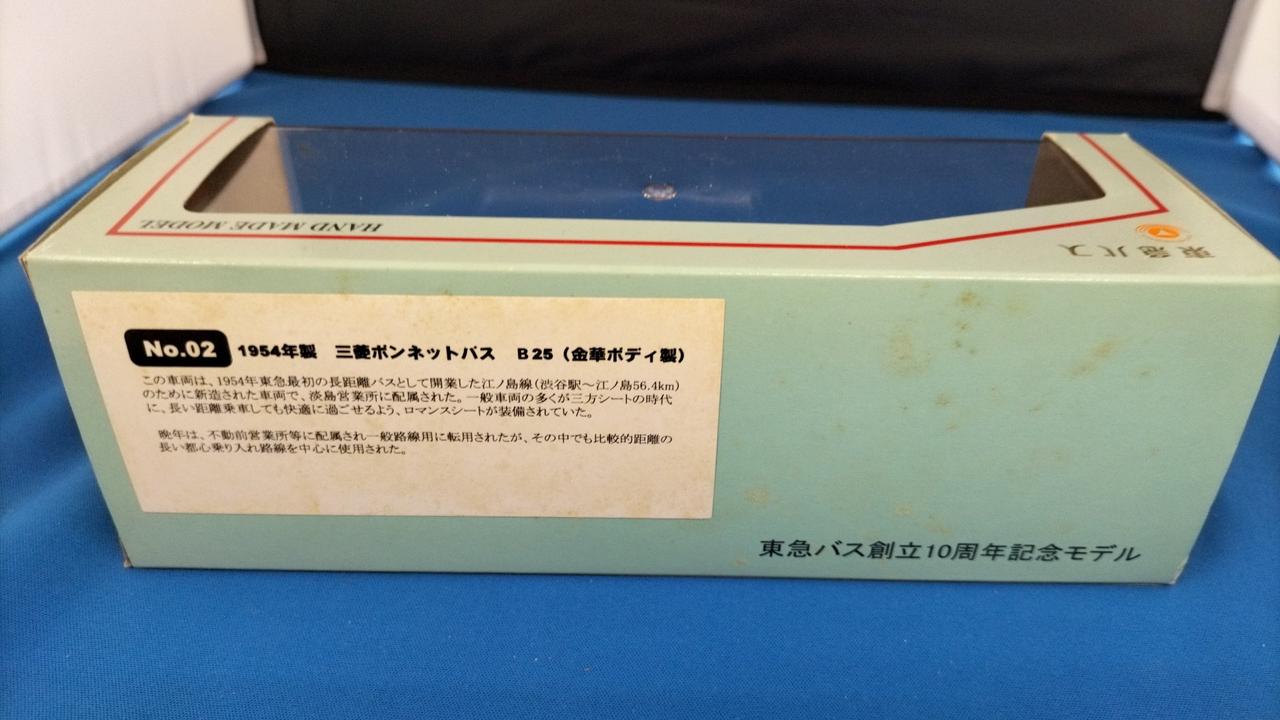 HAND MADE MODEL
東急バス
No.02 1954年製 三菱ボンネットバス B25（金華ボディ製）
この車両は、1954年東急最初の長距離バスとして開業した江ノ島線（渋谷駅〜江ノ島56.4km）
のために新造された車両で、淡島営業所に配属された。一般車両の多くが三方シートの時代
に、長い距離乗車しても快適に過ごせるよう、ロマンスシートが装備されていた。
晩年は、不動前営業所等に配属され一般路線用に転用されたが、その中でも比較的距離の
長い都心乗り入れ路線を中心に使用された。
東急バス創立10周年記念モデル